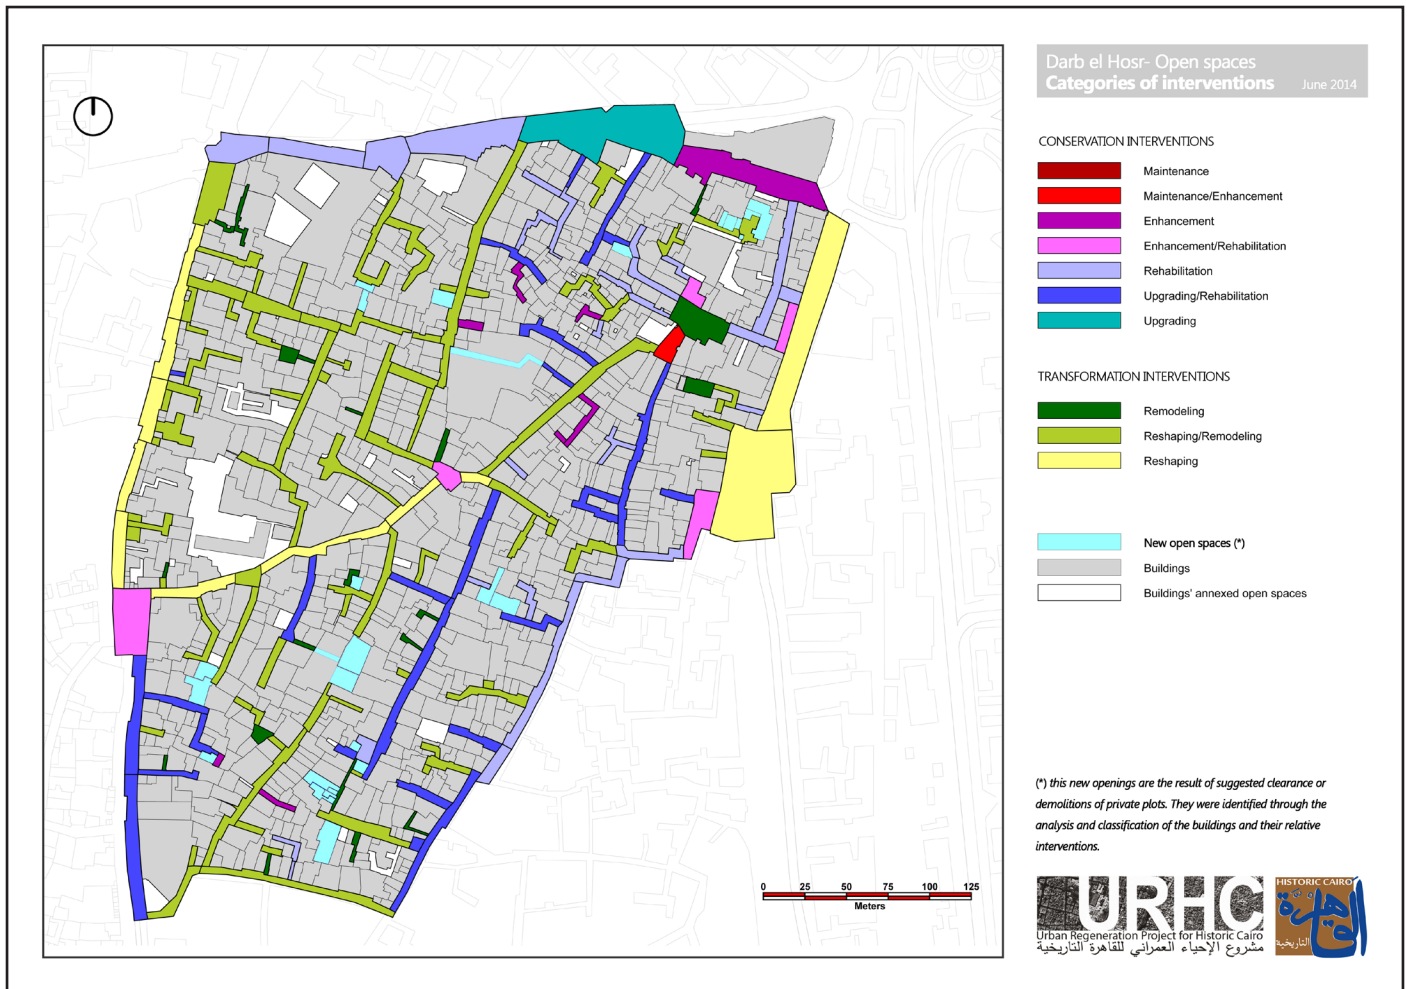 Darb el Hosr- Open spaces
Categories of interventions June 2014
CONSERVATION INTERVENTIONS
Maintenance
Maintenance/Enhancement
Enhancement
Enhancement/Rehabilitation
Rehabilitation
Upgrading/Rehabilitation
Upgrading
TRANSFORMATION INTERVENTIONS
Remodeling
Reshaping/Remodeling
Reshaping
New open spaces (*)
Buildings
Buildings' annexed open spaces
(*) this new openings are the result of suggested clearance or
demolitions of private plots. They were identified through the
analysis and classification of the buildings and their relative
interventions.
0 25 50 75 100 125
Meters
URHC
Urban Regeneration Project for Historic Cairo
مشروع الإحياء العمراني للقاهرة التاريخية
HISTORIC CAIRO
القاهرة
التاريخية